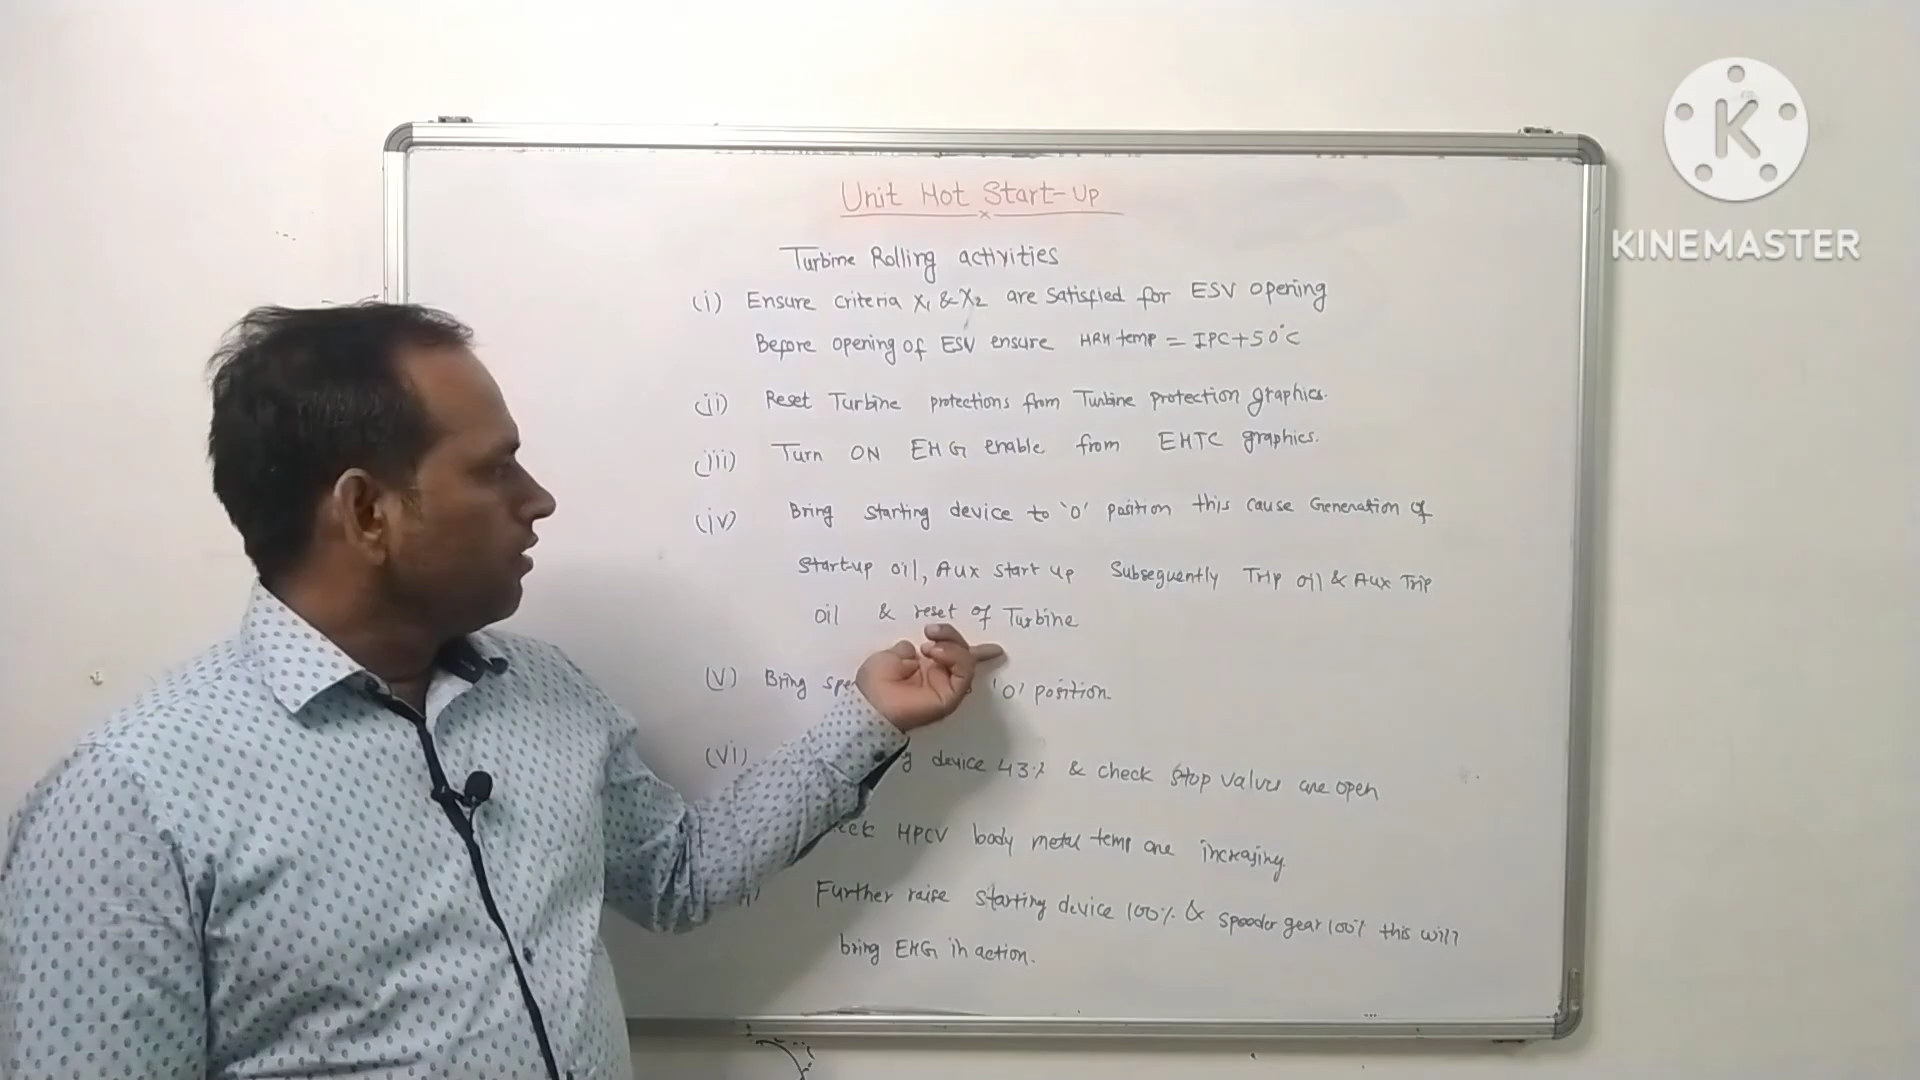 K
KINEMASTER
Unit Hot Start-Up
Turbine Rolling activities
(i) Ensure criteria X1 & X2 are satisfied for ESV opening
Before opening of ESV ensure HRH temp = IPC+50°C
(ii) Reset Turbine protections from Turbine protection graphics.
(iii) Turn ON EHG enable from EHTC graphics.
(iv) Bring starting device to '0' position this cause Generation of
Startup oil, Aux start up Subsequently Trip oil & Aux Trip
oil & reset of Turbine
(V) Bring '0' position
(Vi) device 43% & check stop valves are open
HPCV body metal temp are increasing.
Further raise starting device 100% & speeder gear 100% this will
bring EHG in action.